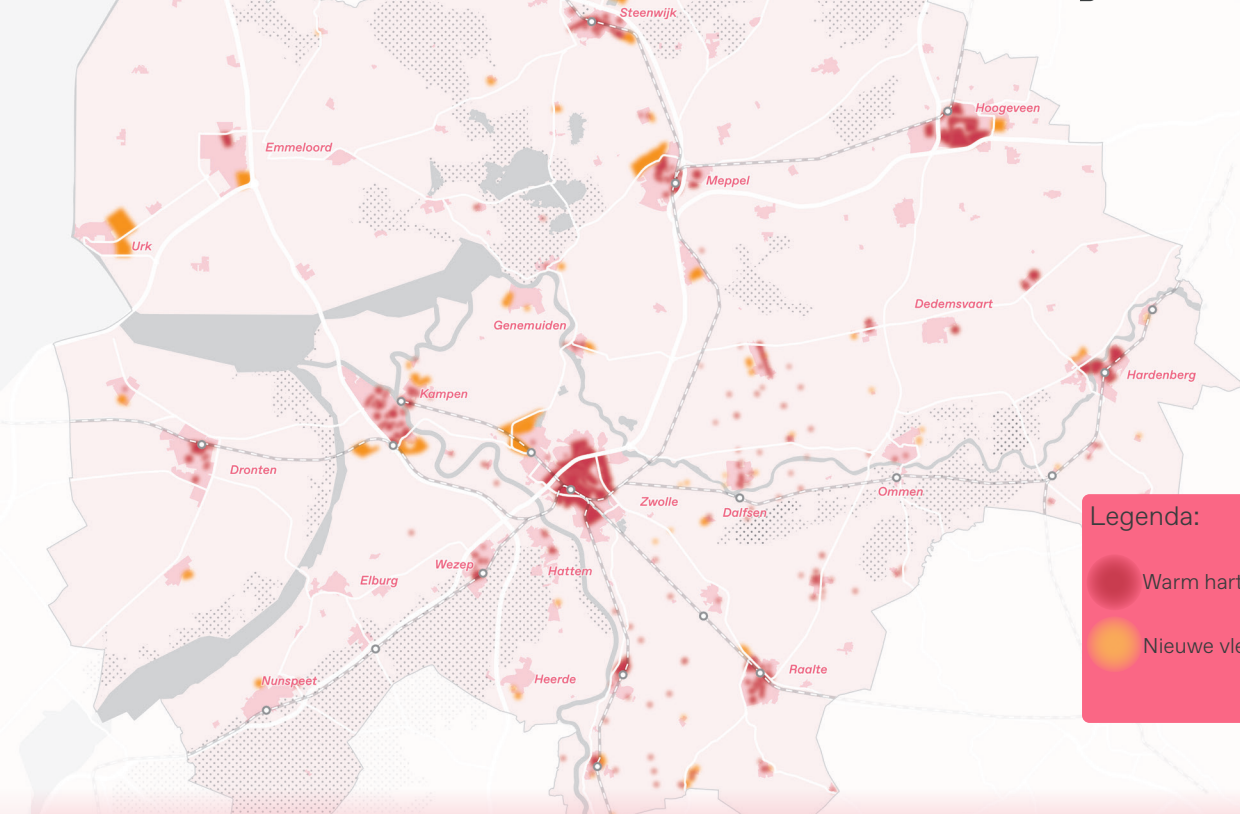 Steenwijk
Hoogeveen
Emmeloord
Meppel
Urk
Dedemsvaart
Genemuiden
Hardenberg
Kampen
Dronten
Zwolle
Ommen
Dalfsen
Legenda:
Wezep
Hattem
Elburg
Warm hart
Nieuwe vle
Raalte
Heerde
Nunspeet